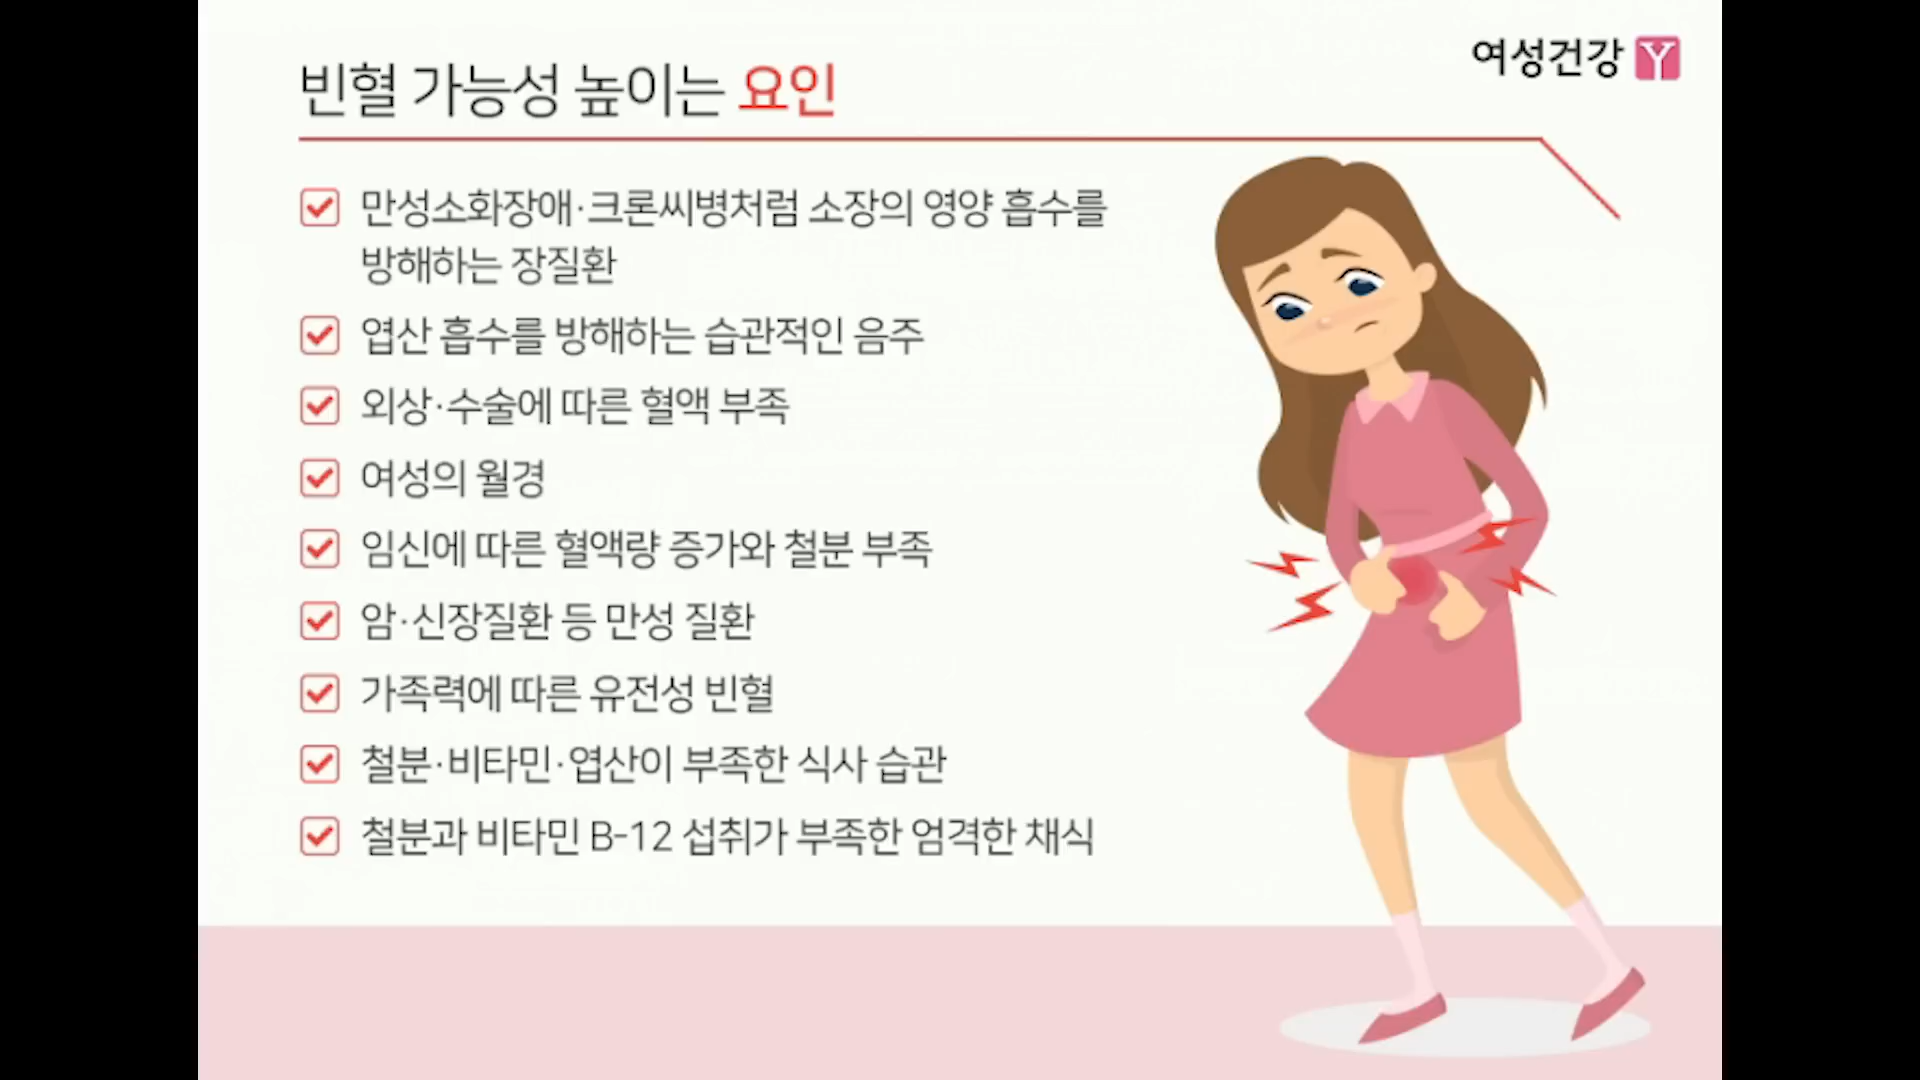 여성건강 Y
빈혈 가능성 높이는 요인
만성소화장애·크론씨병처럼 소장의 영양 흡수를
방해하는 장질환
엽산 흡수를 방해하는 습관적인 음주
외상·수술에 따른 혈액 부족
여성의 월경
임신에 따른 혈액량 증가와 철분 부족
암·신장질환 등 만성 질환
가족력에 따른 유전성 빈혈
철분·비타민·엽산이 부족한 식사 습관
철분과 비타민 B-12 섭취가 부족한 엄격한 채식